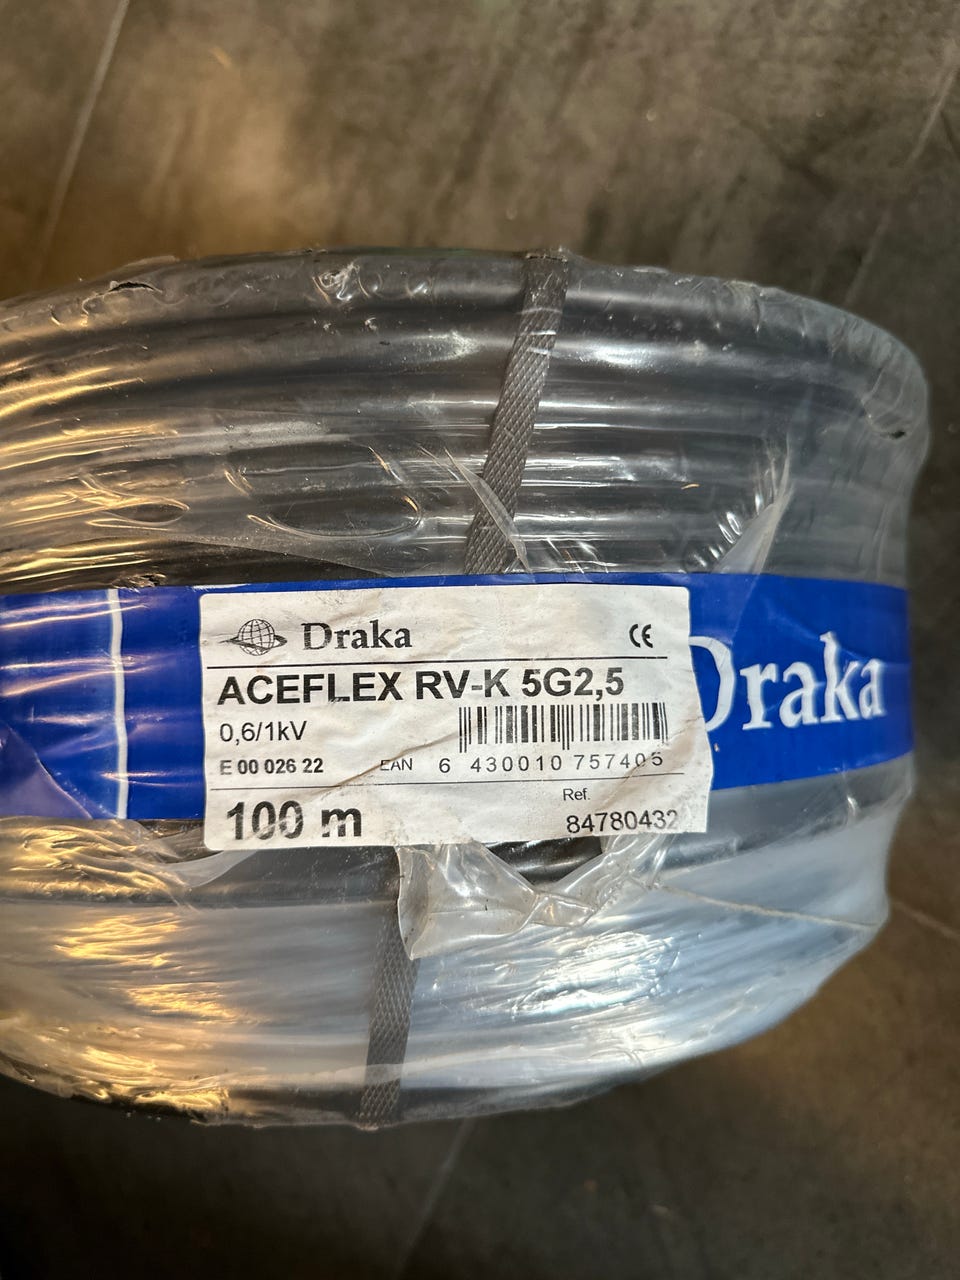 Draka CE
ACEFLEX RV-K 5G2,5
0,6/1kV
E 00 026 22 EAN 6 430010 757405
100 m Ref. 84780432
Draka